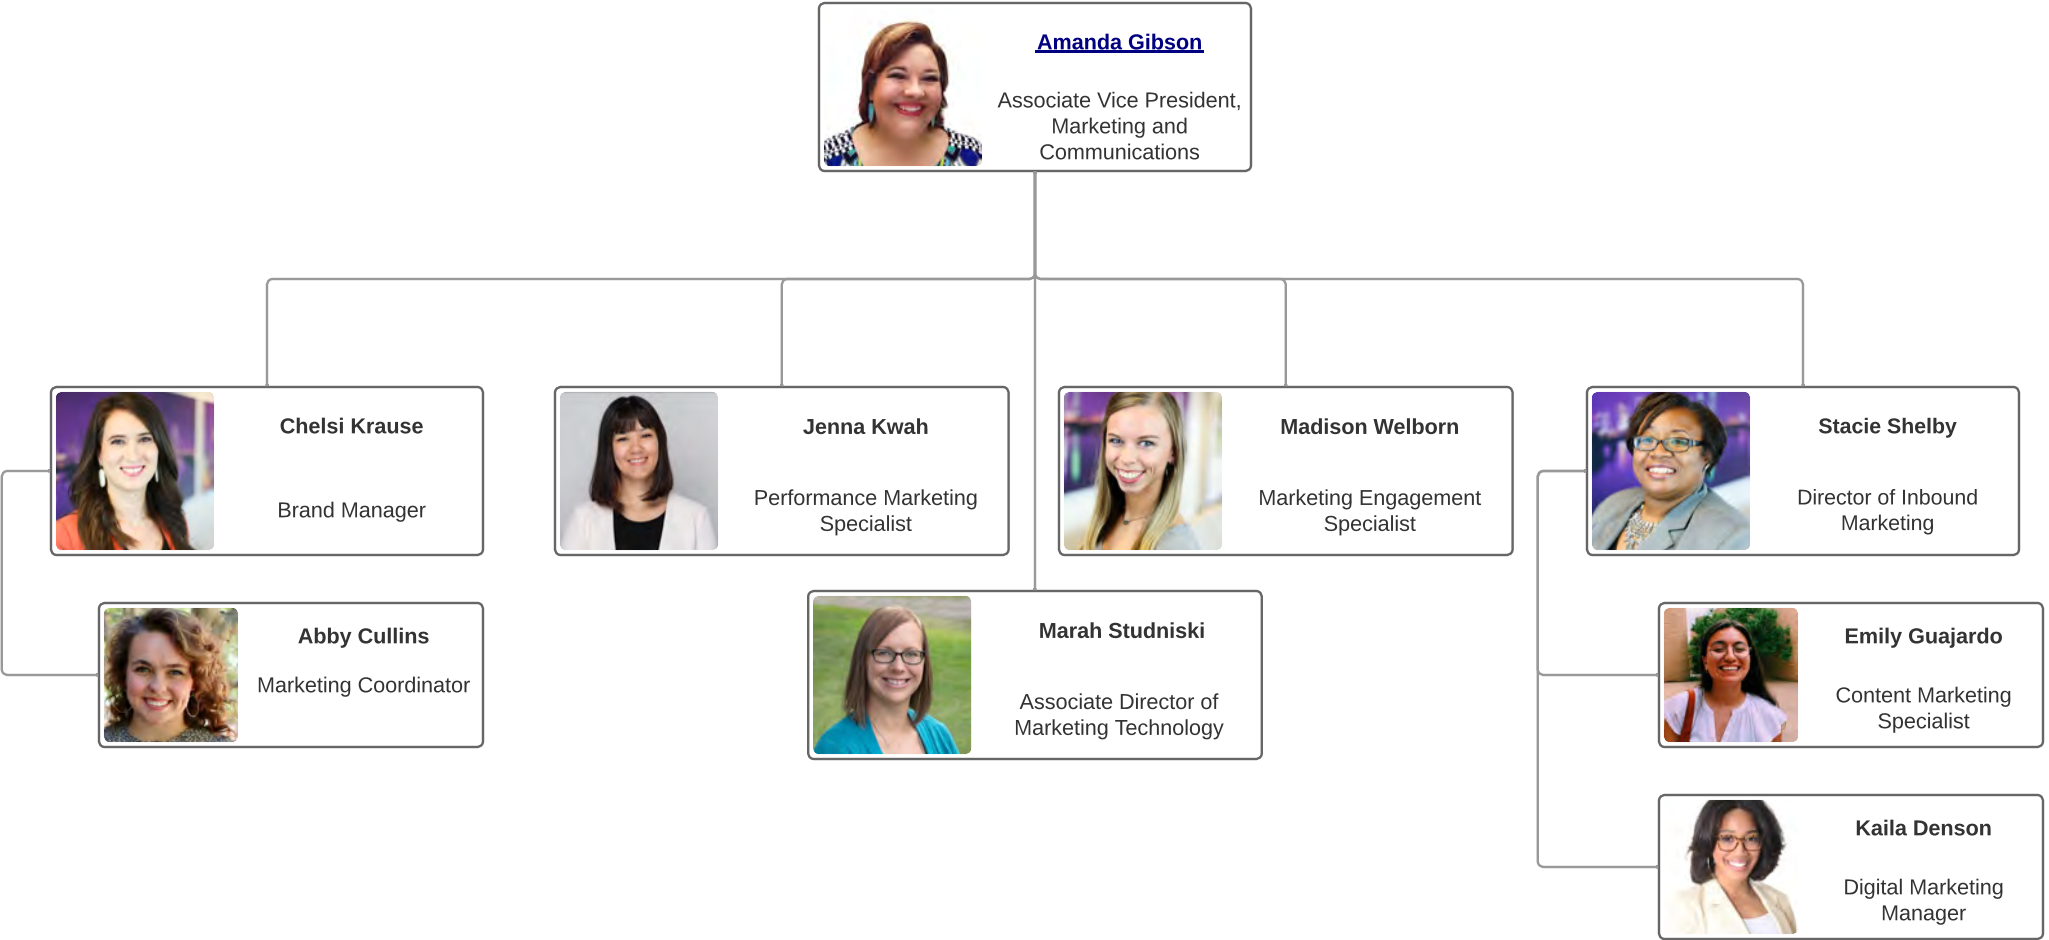 Amanda Gibson
Associate Vice President,
Marketing and
Communications
Chelsi Krause
Brand Manager
Jenna Kwah
Performance Marketing
Specialist
Madison Welborn
Marketing Engagement
Specialist
Stacie Shelby
Director of Inbound
Marketing
Abby Cullins
Marketing Coordinator
Marah Studniski
Associate Director of
Marketing Technology
Emily Guajardo
Content Marketing
Specialist
Kaila Denson
Digital Marketing
Manager